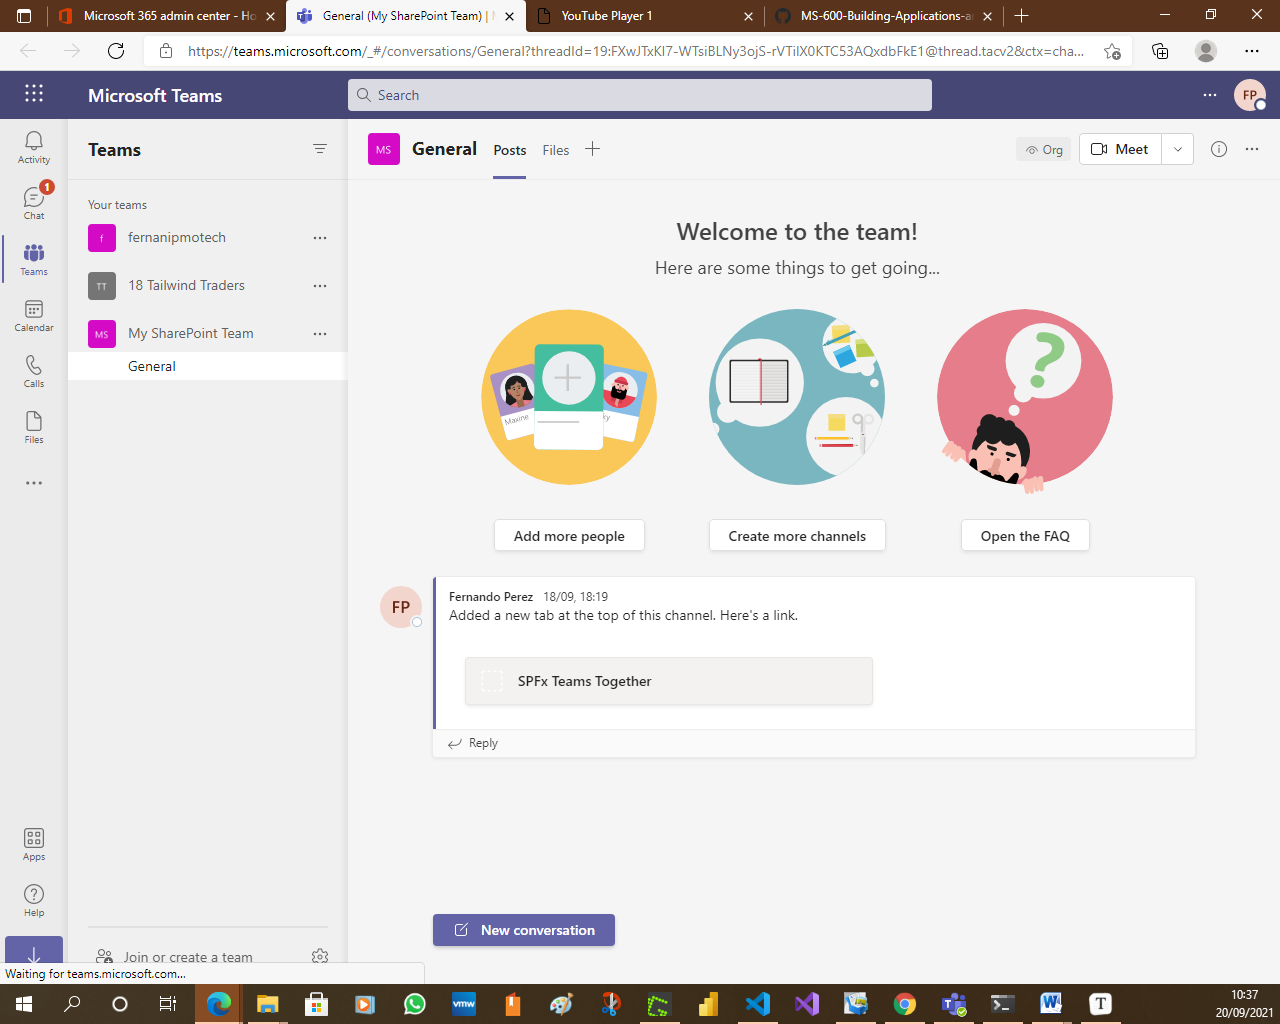 Microsoft 365 admin center - Ho
General (My SharePoint Team) |
YouTube Player 1
MS-600-Building-Applications-a
https://teams.microsoft.com/_#/conversations/General?threadId=19:FXwJTxKI7-WTsiBLNy3ojS-rVTilX0KTC53AQxdbFkE1@thread.tacv2&ctx=cha...
Microsoft Teams
Search
FP
Activity
Chat
1
Teams
Calendar
Calls
Files
Apps
Help
Teams
Your teams
f
fernanipmotech
TT
18 Tailwind Traders
MS
My SharePoint Team
General
Join or create a team
MS
General
Posts
Files
Org
Meet
Welcome to the team!
Here are some things to get going...
Maxine
ky
Add more people
Create more channels
Open the FAQ
FP
Fernando Perez 18/09, 18:19
Added a new tab at the top of this channel. Here's a link.
SPFx Teams Together
Reply
New conversation
Waiting for teams.microsoft.com...
vmw
10:37
20/09/2021